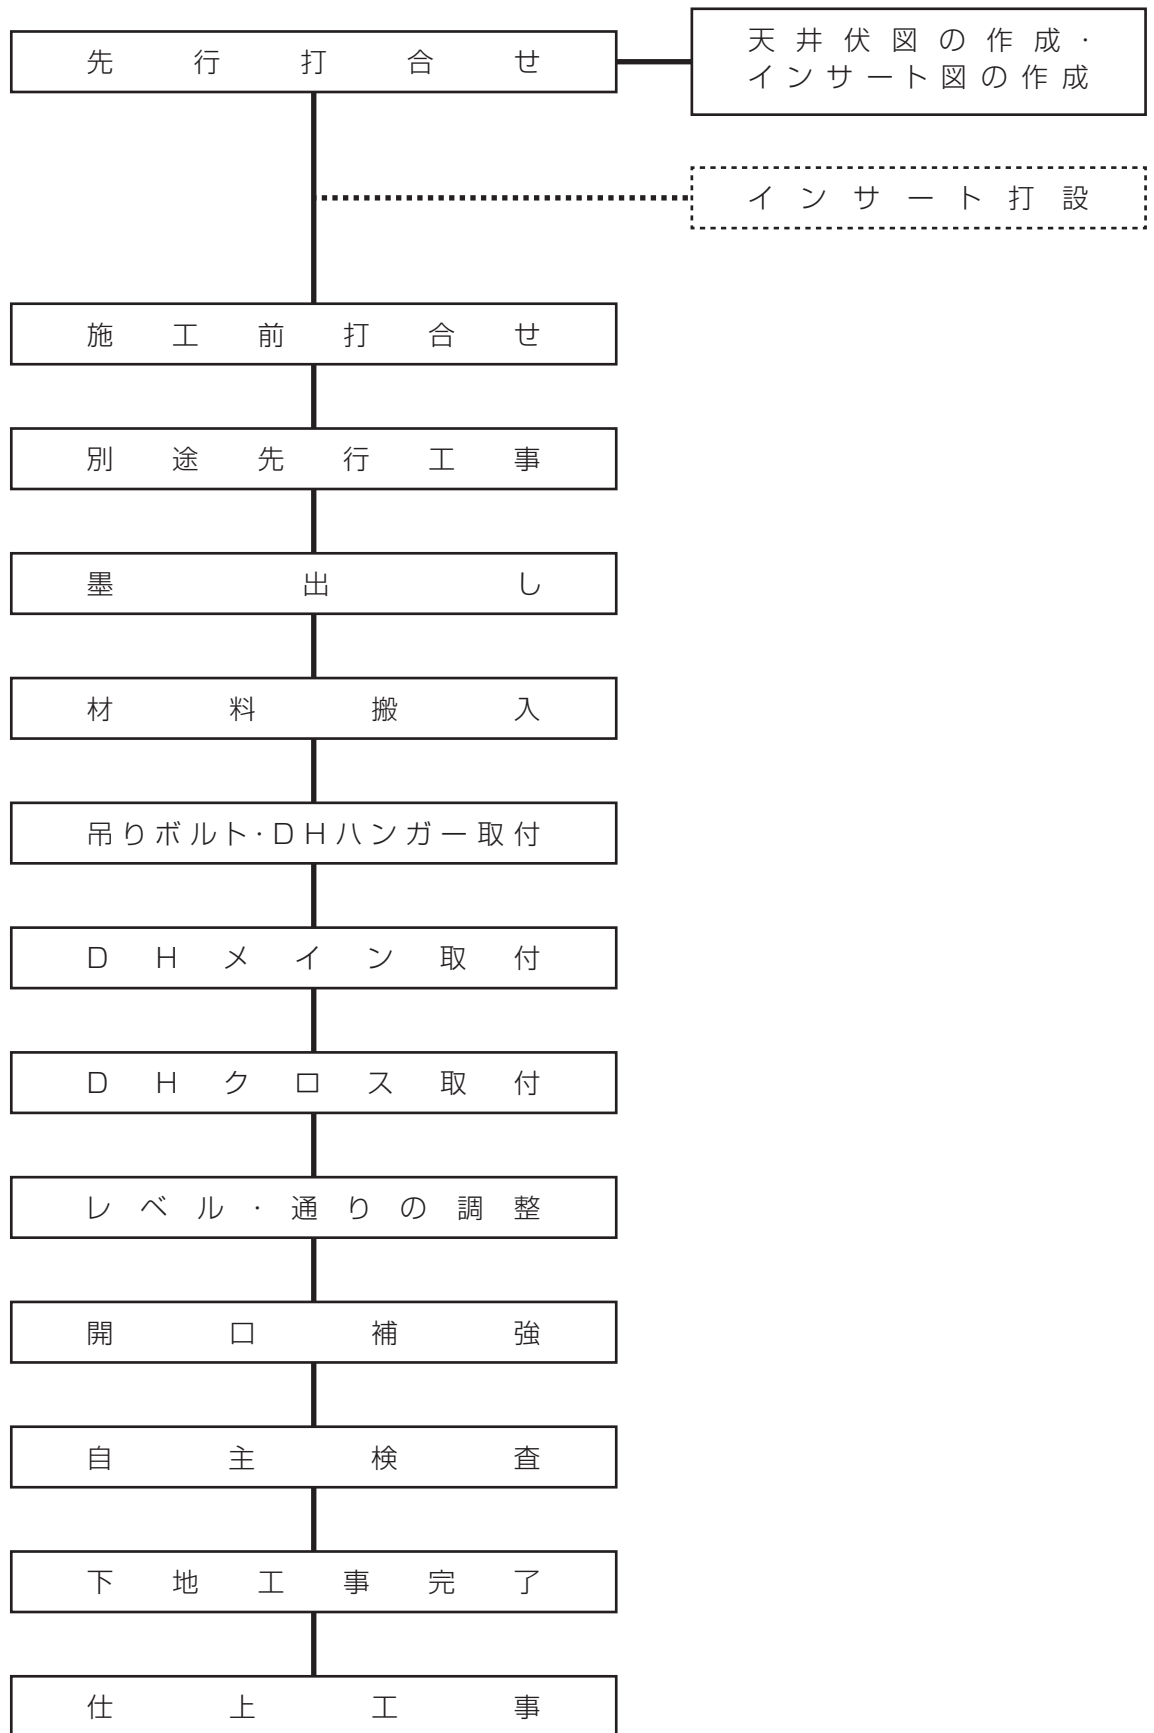 先行打合せ
天井伏図の作成・
インサート図の作成
インサート打設
施工前打合せ
別途先行工事
墨出し
材料搬入
吊りボルト・DHハンガー取付
DHメイン取付
DHクロス取付
レベル・通りの調整
開口補強
自主検査
下地工事完了
仕上工事